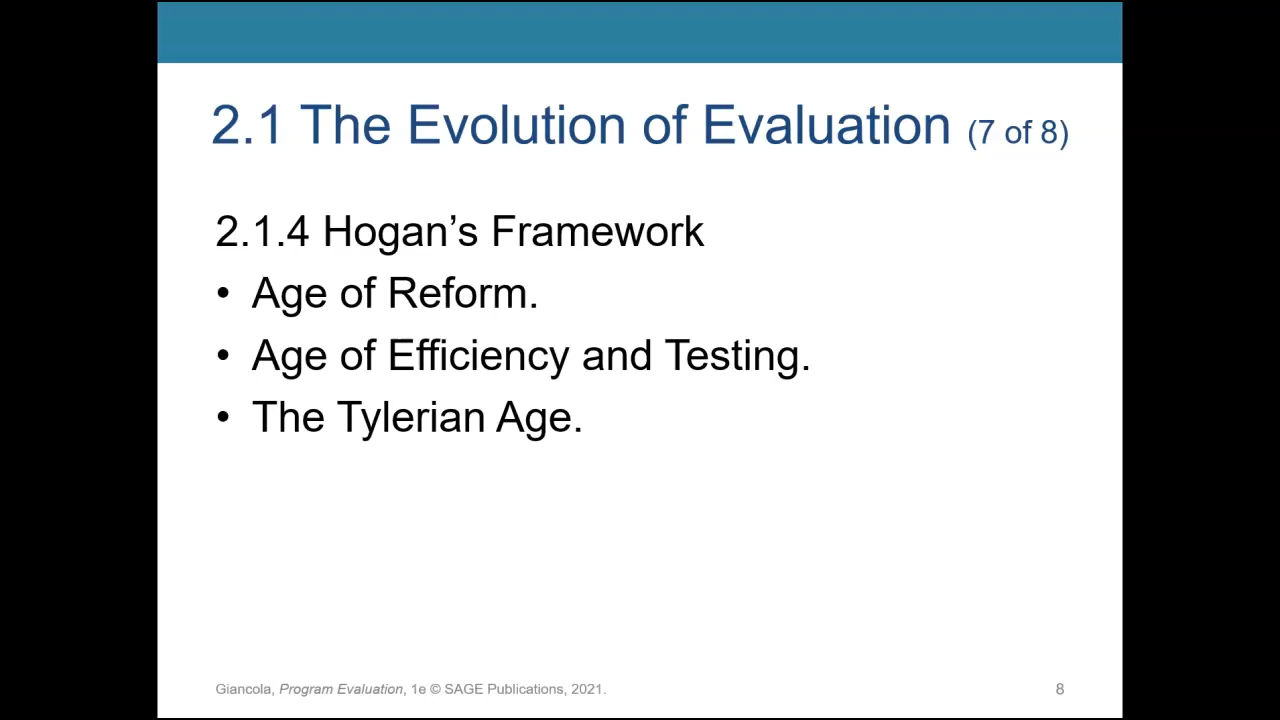 2.1 The Evolution of Evaluation (7 of 8)
2.1.4 Hogan’s Framework
• Age of Reform.
• Age of Efficiency and Testing.
• The Tylerian Age.
Giancola, Program Evaluation, 1e © SAGE Publications, 2021.
8